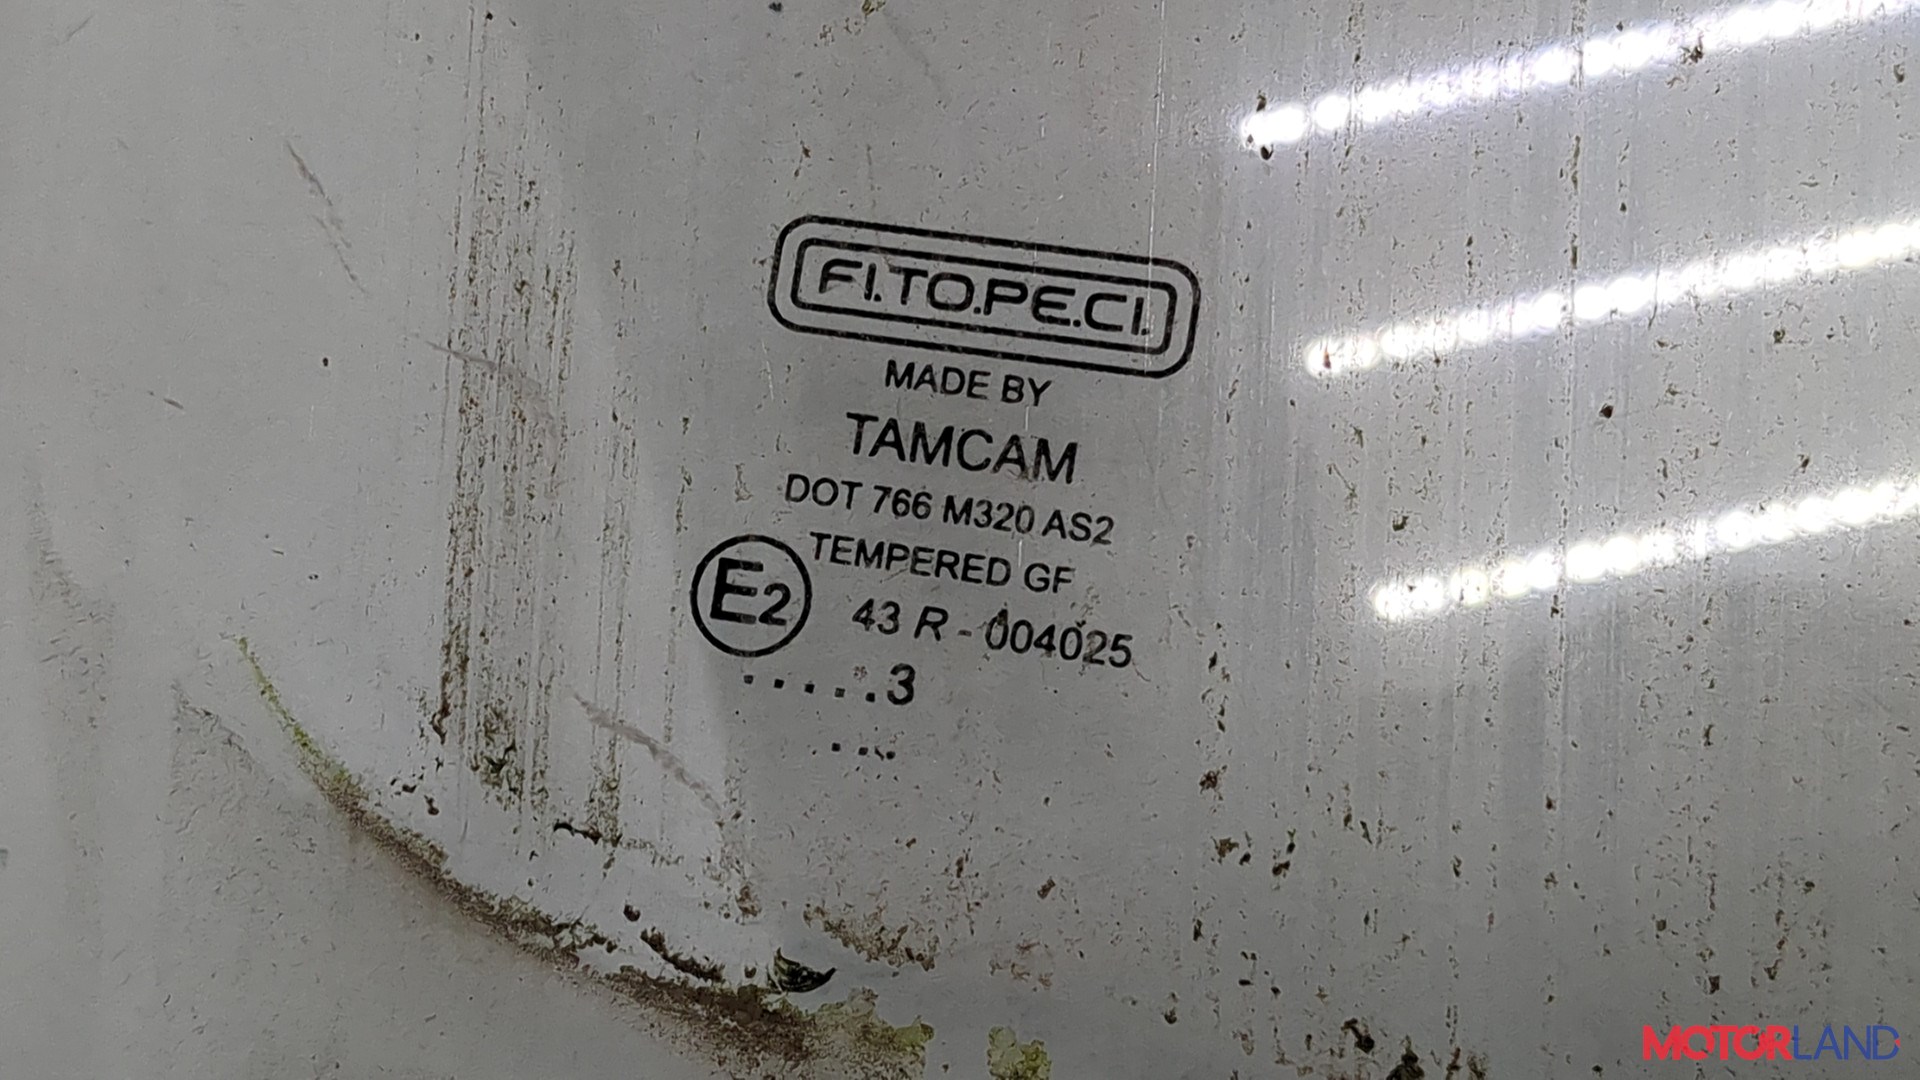 FI.TO.PE.CI.
MADE BY
TAMCAM
DOT 766 M320 AS2
TEMPERED GF
E2 43 R - 004025
. . . . . . 3
. . . .
MOTORLAND